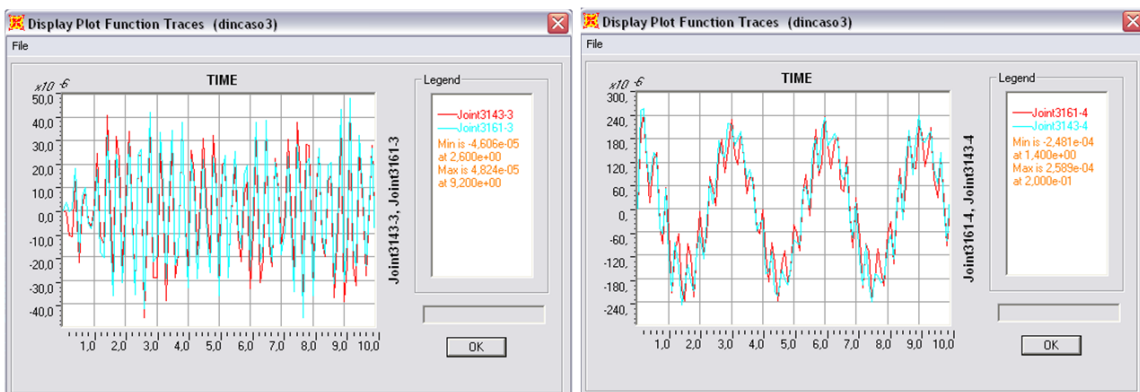 Display Plot Function Traces (dincaso3)
File
TIME
x10 -6
50,0
40,0
30,0
20,0
10,0
0,0
-10,0
-20,0
-30,0
-40,0
1,0 2,0 3,0 4,0 5,0 6,0 7,0 8,0 9,0 10,0
Joint3143-3, Joint3161-3
Legend
Joint3143-3
Joint3161-3
Min is -4,606e-05
at 2,600e+00
Max is 4,824e-05
at 9,200e+00
OK
Display Plot Function Traces (dincaso3)
File
TIME
x10 -6
300,
240,
180,
120,
60,
0,
-60,
-120,
-180,
-240,
1,0 2,0 3,0 4,0 5,0 6,0 7,0 8,0 9,0 10,0
Joint3161-4, Joint3143-4
Legend
Joint3161-4
Joint3143-4
Min is -2,481e-04
at 1,400e+00
Max is 2,589e-04
at 2,000e-01
OK